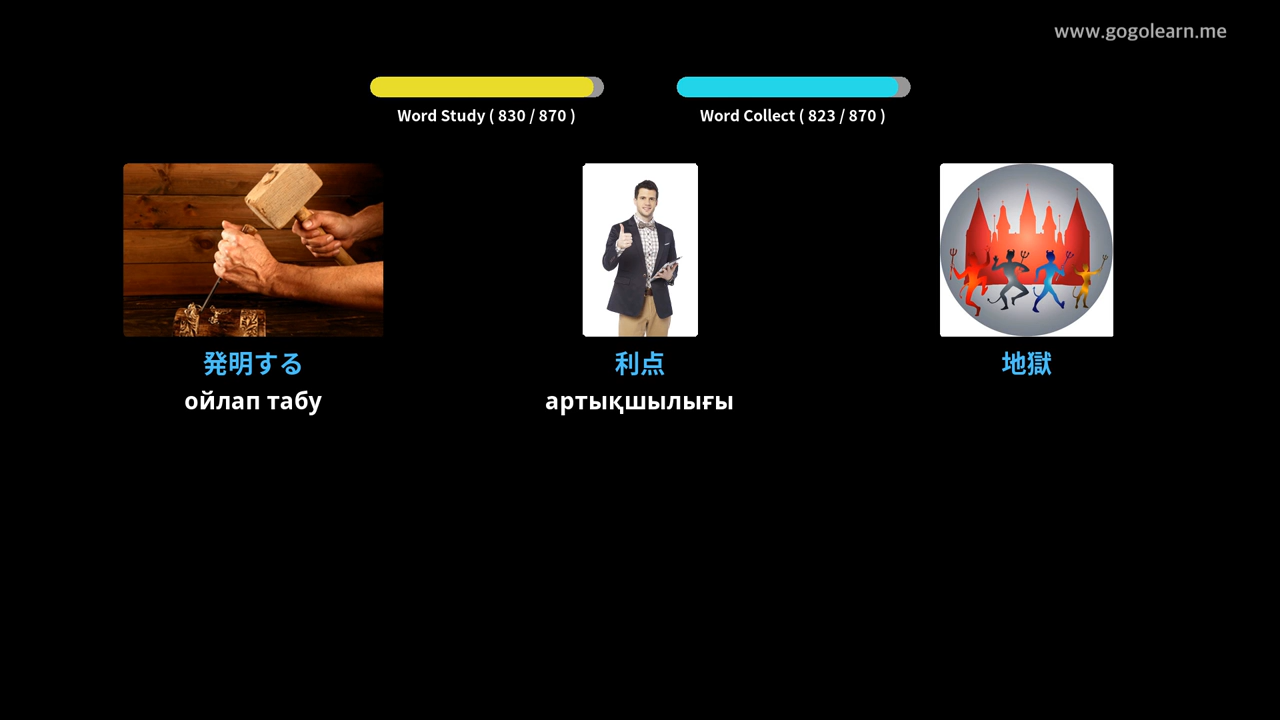 www.gogolearn.me
Word Study ( 830 / 870 )
Word Collect ( 823 / 870 )
発明する
利点
地獄
ойлап табу
артықшылығы